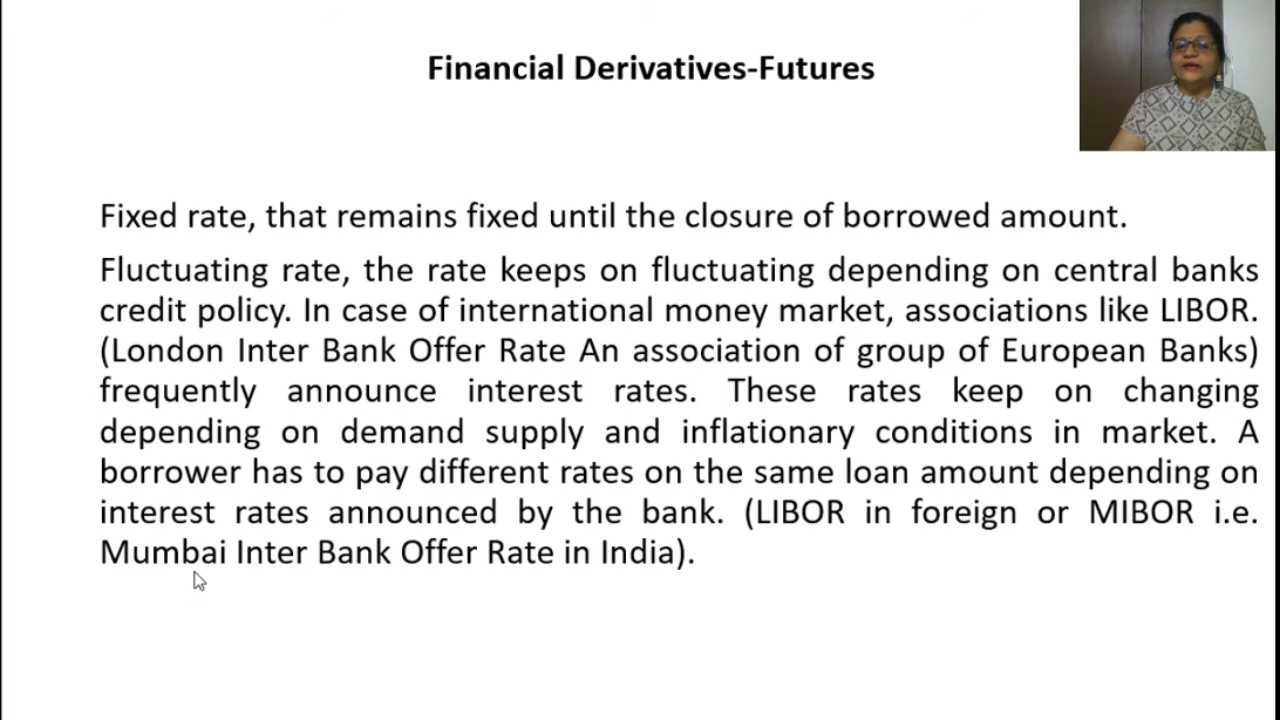 Financial Derivatives-Futures
Fixed rate, that remains fixed until the closure of borrowed amount.
Fluctuating rate, the rate keeps on fluctuating depending on central banks
credit policy. In case of international money market, associations like LIBOR.
(London Inter Bank Offer Rate An association of group of European Banks)
frequently announce interest rates. These rates keep on changing
depending on demand supply and inflationary conditions in market. A
borrower has to pay different rates on the same loan amount depending on
interest rates announced by the bank. (LIBOR in foreign or MIBOR i.e.
Mumbai Inter Bank Offer Rate in India).